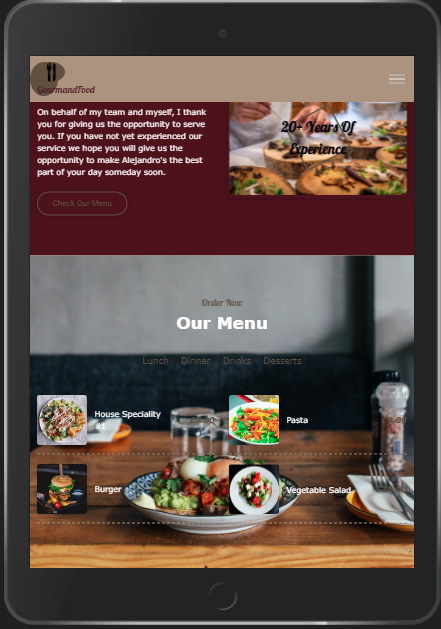 GourmandFood
On behalf of my team and myself, I thank
you for giving us the opportunity to serve
you. If you have not yet experienced our
service we hope you will give us the
opportunity to make Alejandro's the best
part of your day someday soon.
Check Our Menu
20+ Years Of
Experience
Order Now
Our Menu
Lunch Dinner Drinks Desserts
House Speciality
#1
Pasta
Burger
Vegetable Salad